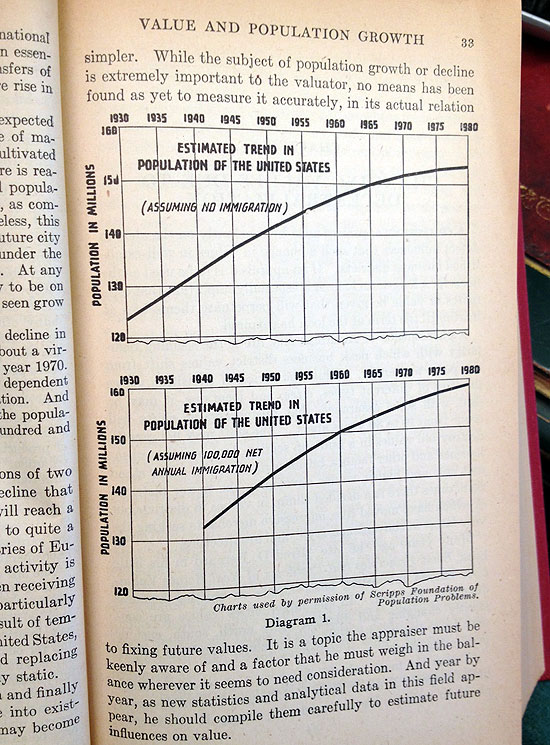 national
n essen-
sfers of
e rise in
expected
e of ma-
ultivated
re is rea-
popula-
, as com-
eless, this
uture city
under the
. At any
y to be on
seen grow
decline in
bout a vir-
year 1970.
dependent
tion. And
the popula-
undred and
ons of two
ecline that
will reach a
to quite a
ries of Eu-
activity is
en receiving
particularly
sult of tem-
nited States,
d replacing
y static.
and finally
e into exist-
may become
VALUE AND POPULATION GROWTH 33
simpler. While the subject of population growth or decline
is extremely important to the valuator, no means has been
found as yet to measure it accurately, in its actual relation
1930 1935 1940 1945 1950 1955 1960 1965 1970 1975 1980
160
150
140
130
120
POPULATION IN MILLIONS
ESTIMATED TREND IN
POPULATION OF THE UNITED STATES
(ASSUMING NO IMMIGRATION)
1930 1935 1940 1945 1950 1955 1960 1965 1970 1975 1980
160
150
140
130
120
POPULATION IN MILLIONS
ESTIMATED TREND IN
POPULATION OF THE UNITED STATES
(ASSUMING 100,000 NET
ANNUAL IMMIGRATION)
Charts used by permission of Scripps Foundation of
Population Problems.
Diagram 1.
to fixing future values. It is a topic the appraiser must be
keenly aware of and a factor that he must weigh in the bal-
ance wherever it seems to need consideration. And year by
year, as new statistics and analytical data in this field ap-
pear, he should compile them carefully to estimate future
influences on value.